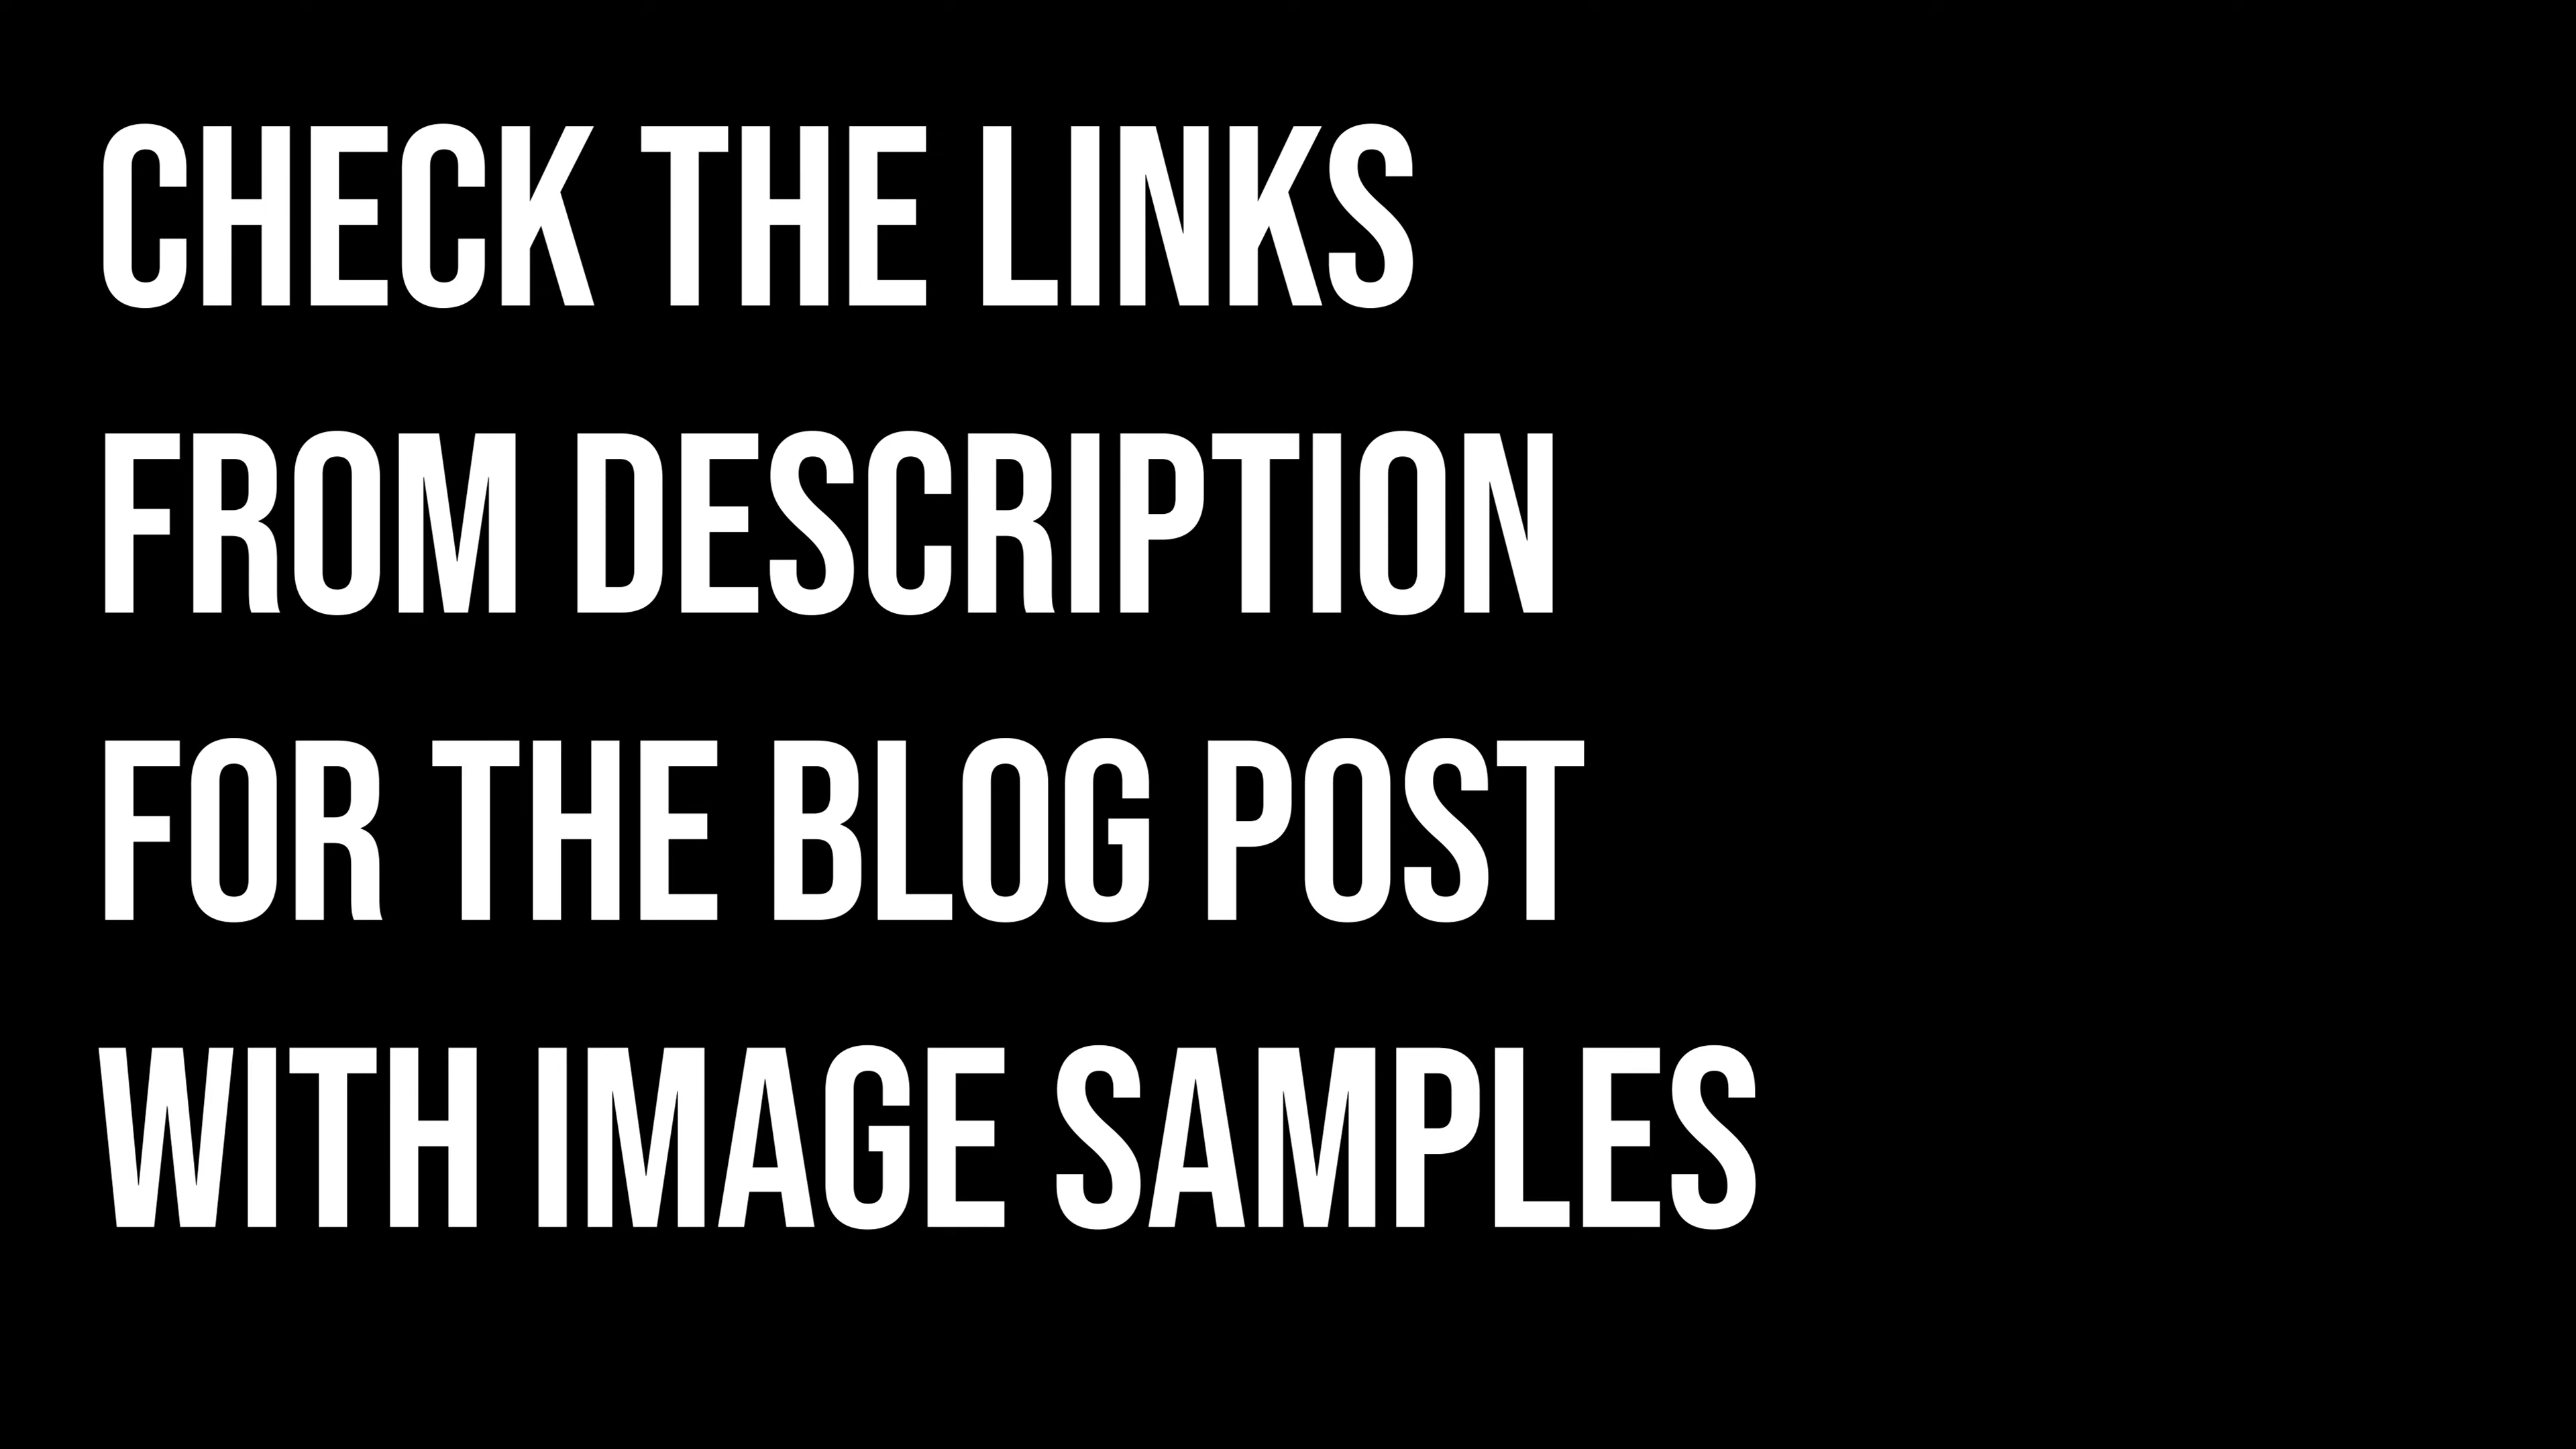 CHECK THE LINKS
FROM DESCRIPTION
FOR THE BLOG POST
WITH IMAGE SAMPLES